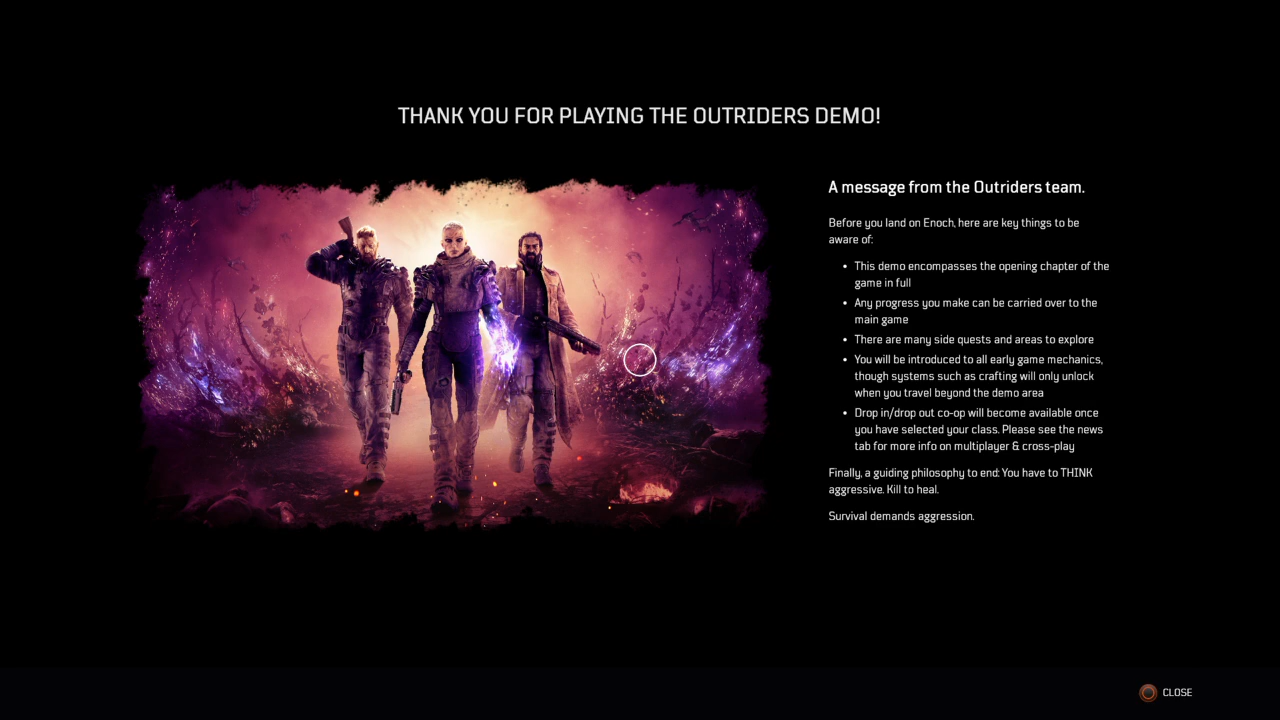 THANK YOU FOR PLAYING THE OUTRIDERS DEMO!
A message from the Outriders team.
Before you land on Enoch, here are key things to be
aware of:
• This demo encompasses the opening chapter of the
game in full
• Any progress you make can be carried over to the
main game
• There are many side quests and areas to explore
• You will be introduced to all early game mechanics,
though systems such as crafting will only unlock
when you travel beyond the demo area
• Drop in/drop out co-op will become available once
you have selected your class. Please see the news
tab for more info on multiplayer & cross-play
Finally, a guiding philosophy to end: You have to THINK
aggressive. Kill to heal.
Survival demands aggression.
CLOSE